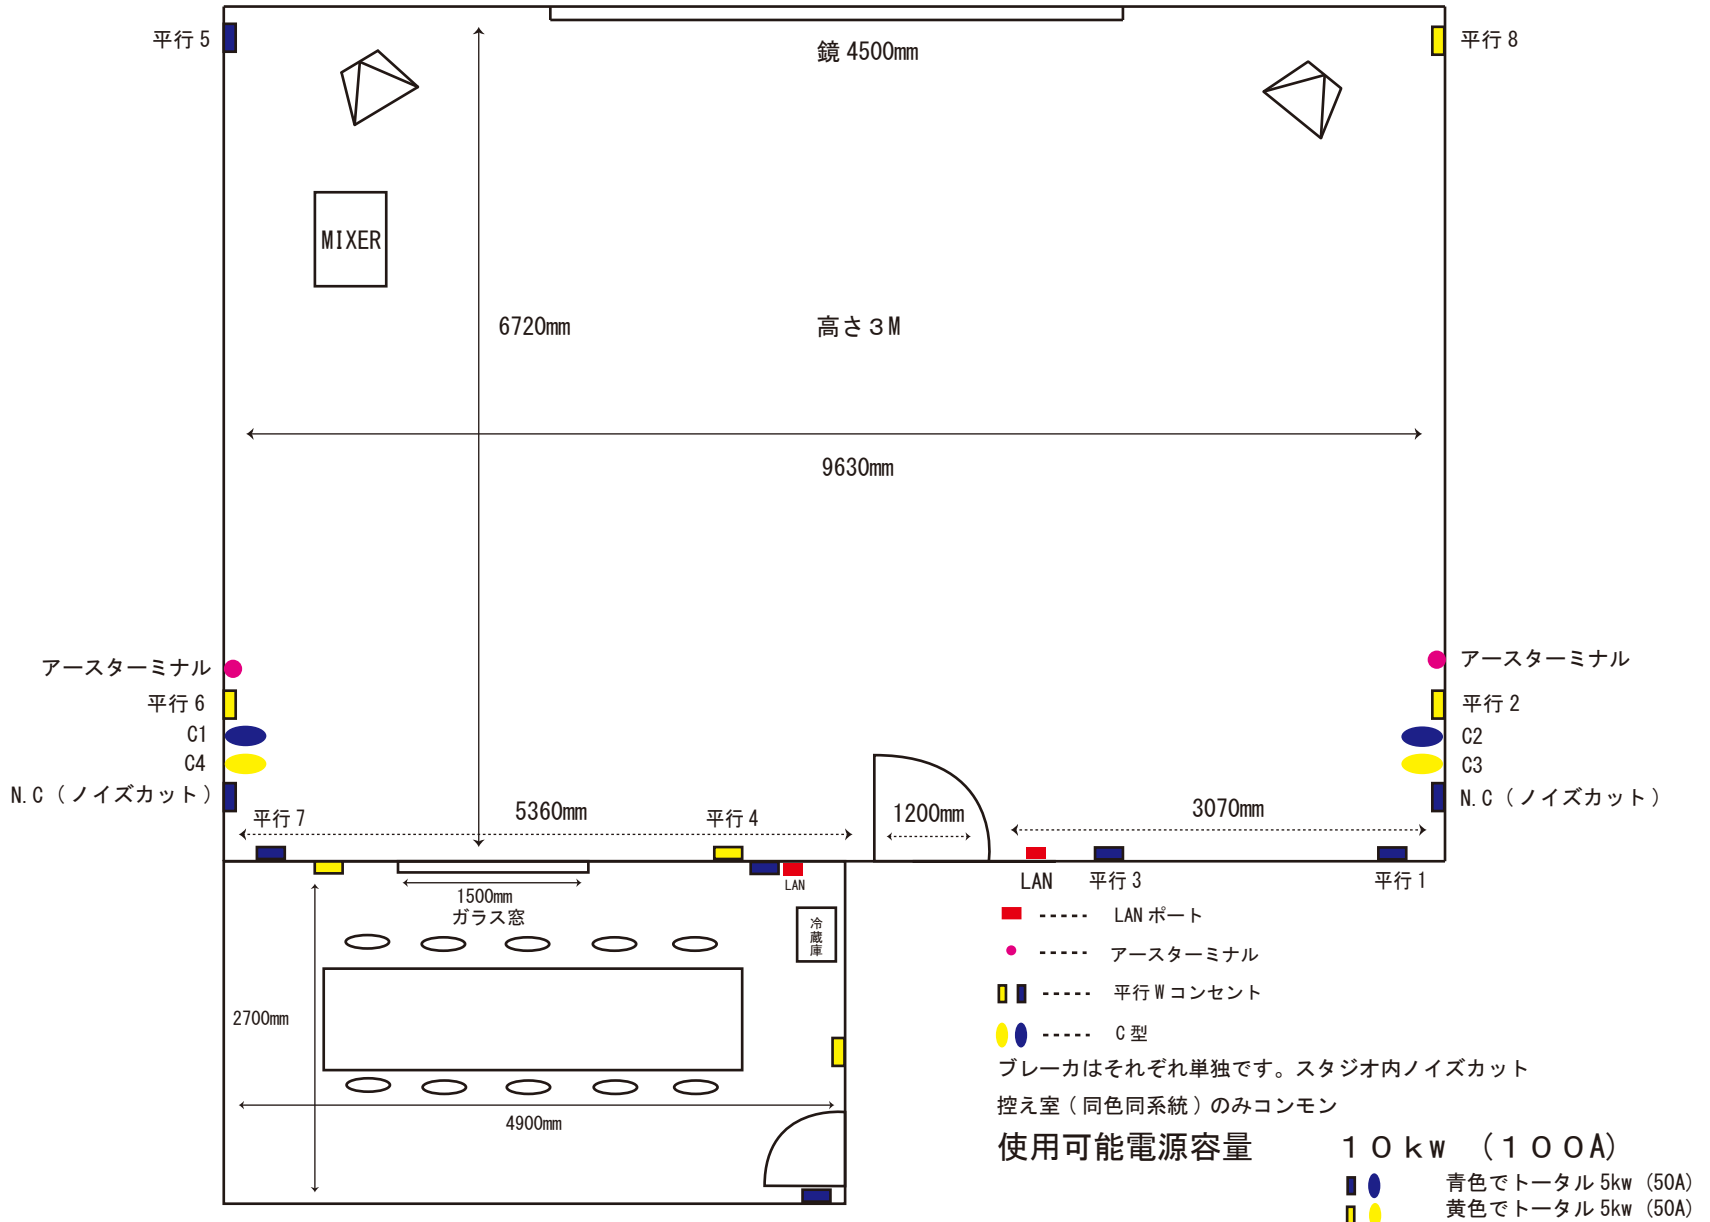 平行 5
鏡 4500mm
平行 8
MIXER
6720mm
高さ３M
9630mm
アースターミナル
アースターミナル
平行 6
平行 2
C1
C2
C4
C3
N.C ( ノイズカット )
N.C ( ノイズカット )
平行 7
5360mm
平行 4
1200mm
3070mm
LAN
平行 3
平行 1
1500mm
ガラス窓
LAN
冷蔵庫
2700mm
4900mm
----- LAN ポート
----- アースターミナル
----- 平行 W コンセント
----- C 型
ブレーカはそれぞれ単独です。スタジオ内ノイズカット
控え室 ( 同色同系統 ) のみコンモン
使用可能電源容量 １０ｋｗ （１００A）
青色でトータル 5kw (50A)
黄色でトータル 5kw (50A)